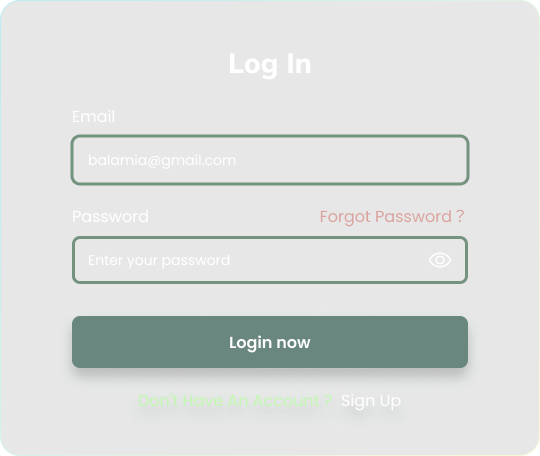 Log In
Email
balamia@gmail.com
Password Forgot Password ?
Enter your password
Login now
Don't Have An Account ? Sign Up